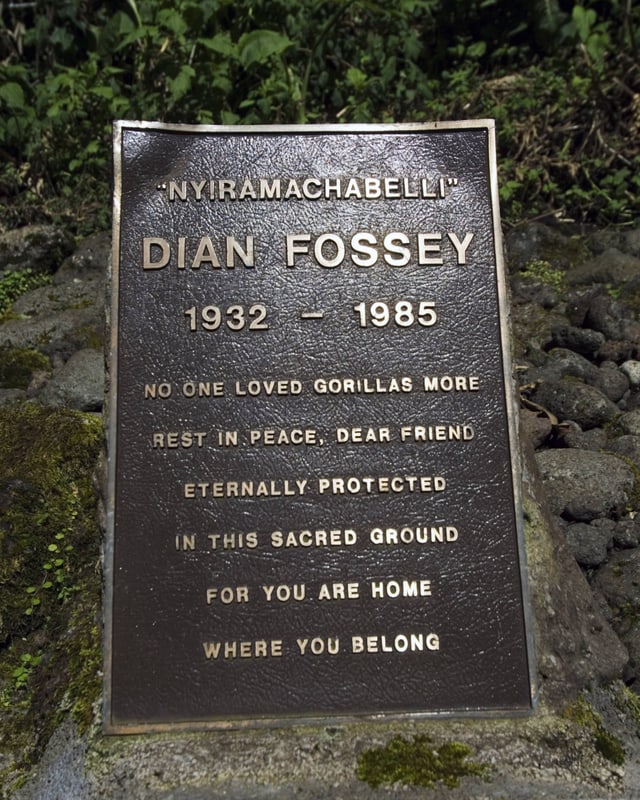 “NYIRAMACHABELLI”
DIAN FOSSEY
1932 – 1985
NO ONE LOVED GORILLAS MORE
REST IN PEACE, DEAR FRIEND
ETERNALLY PROTECTED
IN THIS SACRED GROUND
FOR YOU ARE HOME
WHERE YOU BELONG